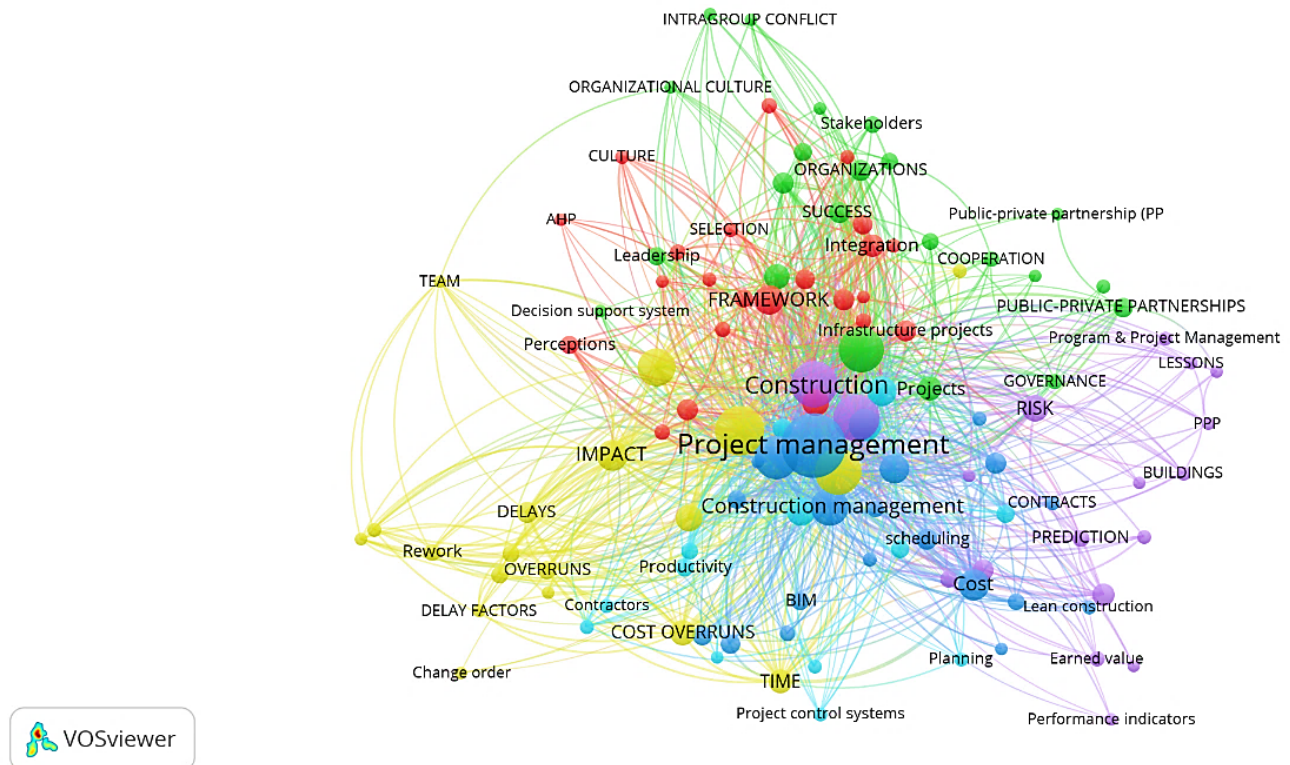 INTRAGROUP CONFLICT
ORGANIZATIONAL CULTURE
Stakeholders
CULTURE
ORGANIZATIONS
AHP
SUCCESS
Public-private partnership (PP
SELECTION
Integration
Leadership
COOPERATION
TEAM
FRAMEWORK
PUBLIC-PRIVATE PARTNERSHIPS
Decision support system
Infrastructure projects
Program & Project Management
Perceptions
LESSONS
Construction
Projects
GOVERNANCE
RISK
PPP
Project management
IMPACT
BUILDINGS
Construction management
CONTRACTS
DELAYS
scheduling
PREDICTION
Rework
OVERRUNS
Productivity
Cost
DELAY FACTORS
Contractors
BIM
Lean construction
COST OVERRUNS
Planning
Earned value
Change order
TIME
Project control systems
Performance indicators
VOSviewer